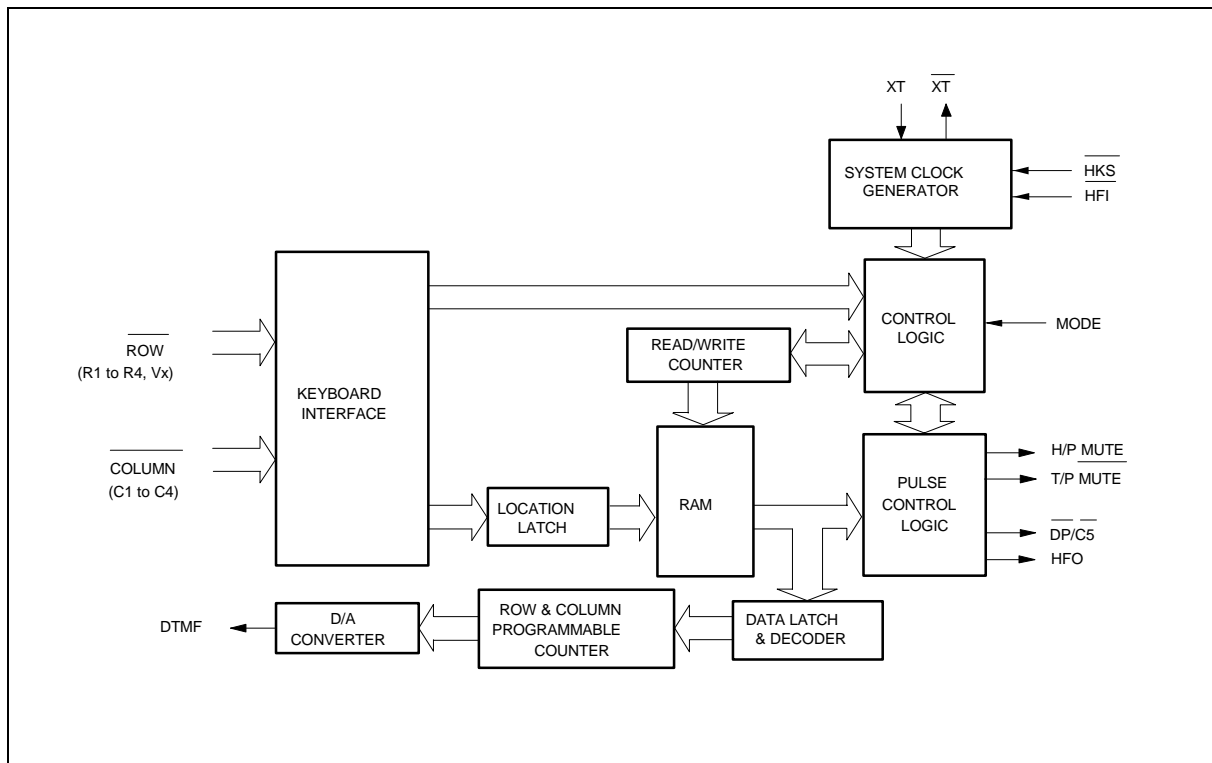 XT XT
SYSTEM CLOCK
GENERATOR
HKS
HFI
ROW
(R1 to R4, Vx)
COLUMN
(C1 to C4)
KEYBOARD
INTERFACE
READ/WRITE
COUNTER
CONTROL
LOGIC
MODE
LOCATION
LATCH
RAM
PULSE
CONTROL
LOGIC
H/P MUTE
T/P MUTE
DP/C5
HFO
DTMF
D/A
CONVERTER
ROW & COLUMN
PROGRAMMABLE
COUNTER
DATA LATCH
& DECODER